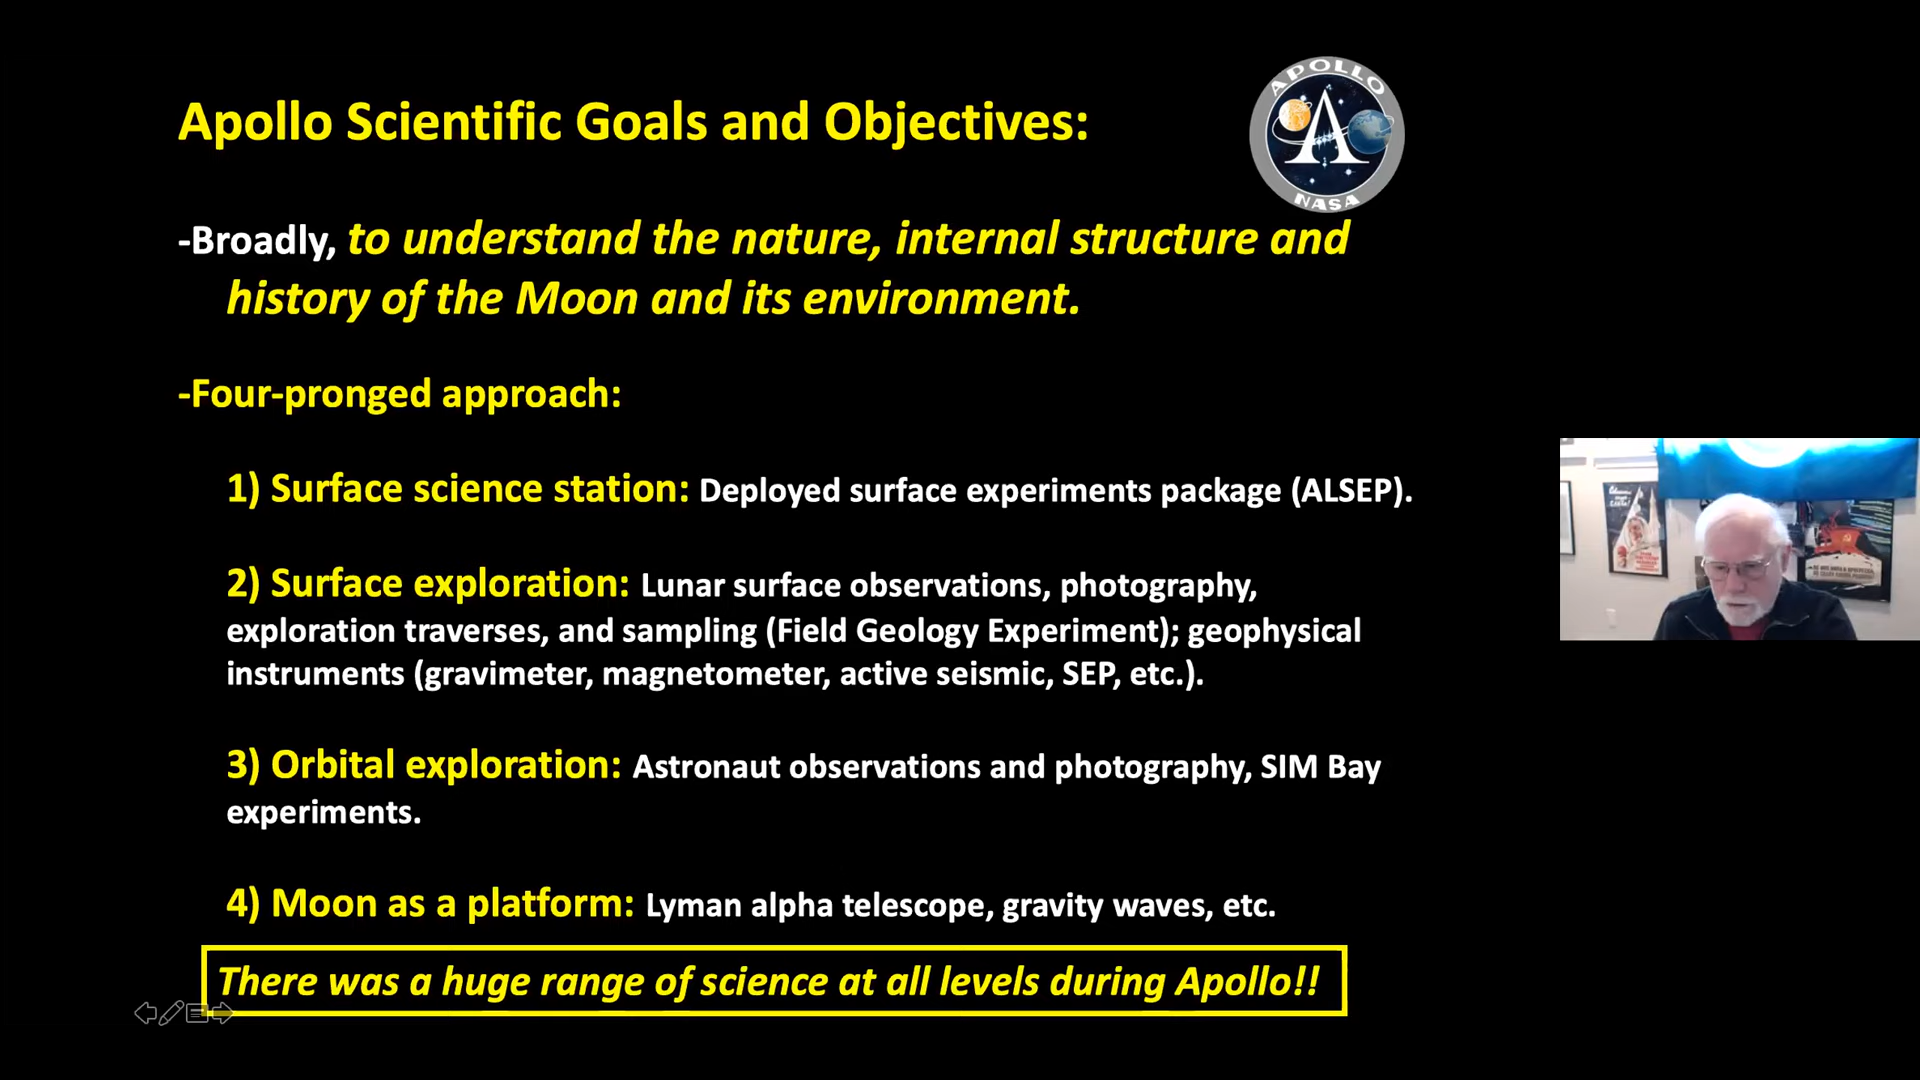 Apollo Scientific Goals and Objectives:
APOLLO
NASA
-Broadly, to understand the nature, internal structure and
history of the Moon and its environment.
-Four-pronged approach:
1) Surface science station: Deployed surface experiments package (ALSEP).
2) Surface exploration: Lunar surface observations, photography,
exploration traverses, and sampling (Field Geology Experiment); geophysical
instruments (gravimeter, magnetometer, active seismic, SEP, etc.).
3) Orbital exploration: Astronaut observations and photography, SIM Bay
experiments.
4) Moon as a platform: Lyman alpha telescope, gravity waves, etc.
There was a huge range of science at all levels during Apollo!!